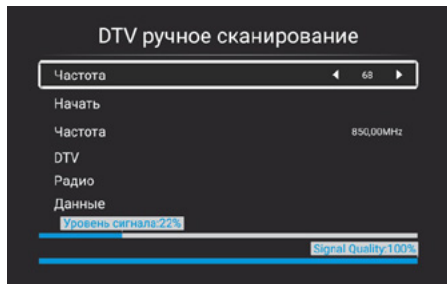 DTV ручное сканирование
Частота 68
Начать
Частота 850,00MHz
DTV
Радио
Данные
Уровень сигнала:22%
Signal Quality:100%